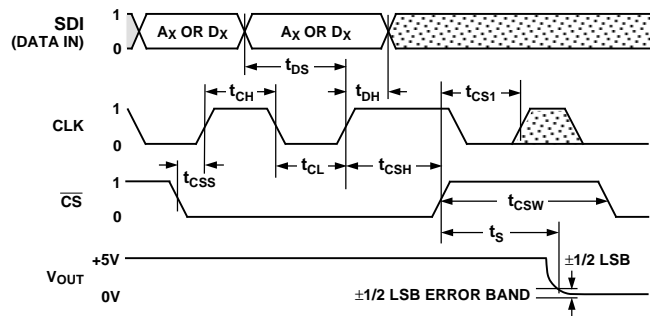 SDI
(DATA IN)
1
0
AX OR DX
AX OR DX
tDS
tCH
tDH
tCS1
CLK
1
0
tCSS
tCL
tCSH
CS
1
0
tCSW
tS
VOUT
+5V
0V
±1/2 LSB
±1/2 LSB ERROR BAND